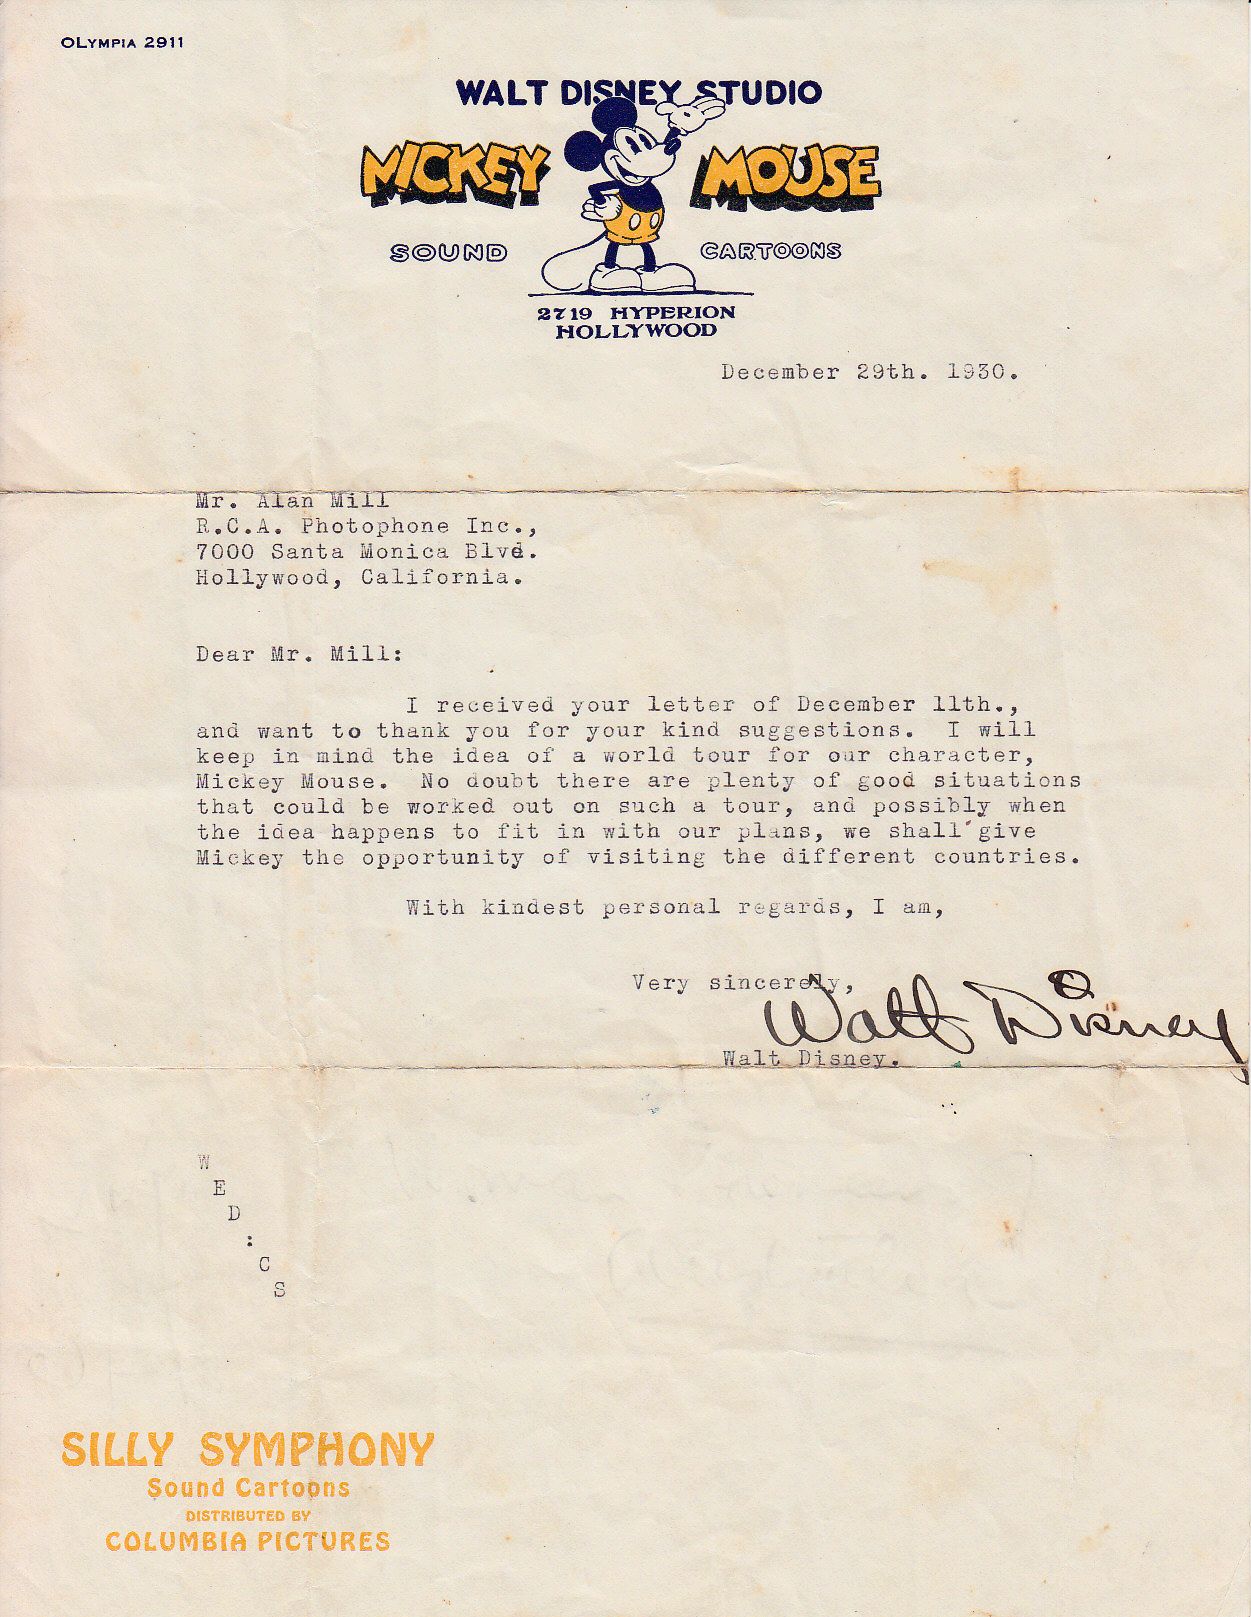 OLYMPIA 2911
WALT DISNEY STUDIO
MICKEY MOUSE
SOUND CARTOONS
2719 HYPERION
HOLLYWOOD
December 29th. 1930.
Mr. Alan Mill
R.C.A. Photophone Inc.,
7000 Santa Monica Blvd.
Hollywood, California.
Dear Mr. Mill:
I received your letter of December 11th.,
and want to thank you for your kind suggestions. I will
keep in mind the idea of a world tour for our character,
Mickey Mouse. No doubt there are plenty of good situations
that could be worked out on such a tour, and possibly when
the idea happens to fit in with our plans, we shall give
Mickey the opportunity of visiting the different countries.
With kindest personal regards, I am,
Very sincerely,
Walt Disney
Walt Disney.
W
E
D
:
C
S
SILLY SYMPHONY
Sound Cartoons
DISTRIBUTED BY
COLUMBIA PICTURES